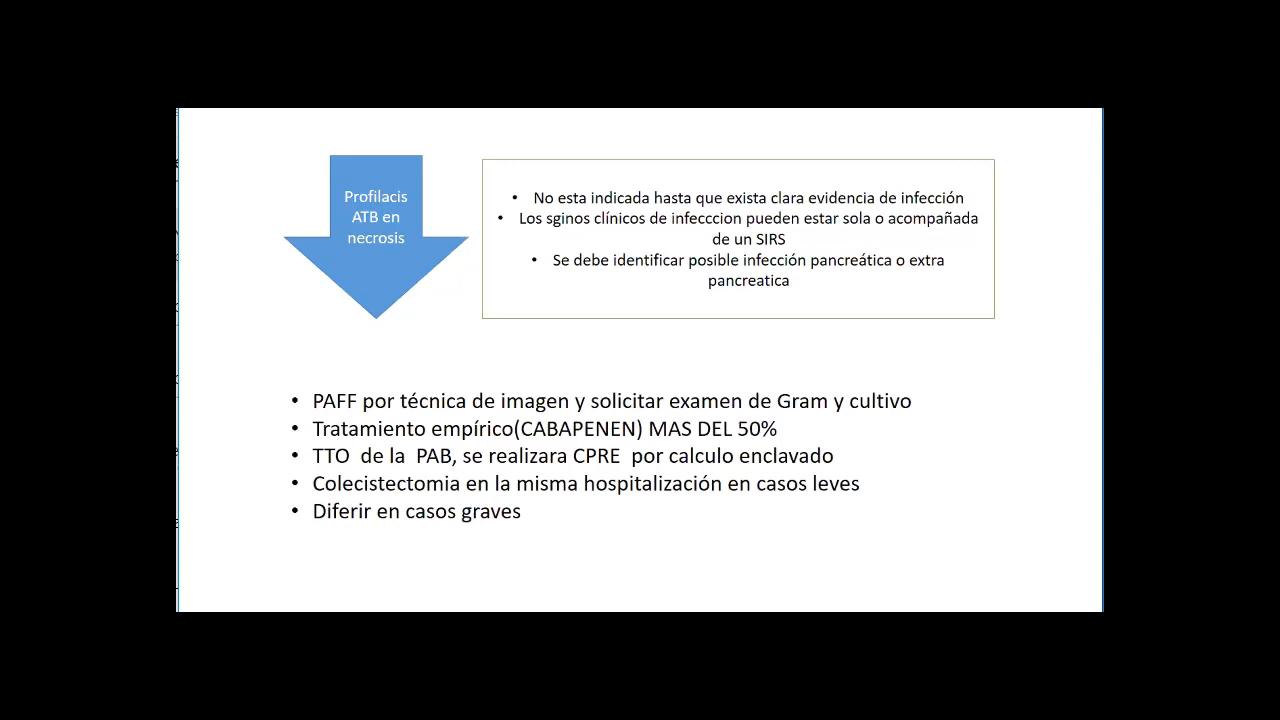 Profilacis
ATB en
necrosis
• No esta indicada hasta que exista clara evidencia de infección
• Los sginos clínicos de infecccion pueden estar sola o acompañada
de un SIRS
• Se debe identificar posible infección pancreática o extra
pancreatica
• PAFF por técnica de imagen y solicitar examen de Gram y cultivo
• Tratamiento empírico(CABAPENEN) MAS DEL 50%
• TTO de la PAB, se realizara CPRE por calculo enclavado
• Colecistectomia en la misma hospitalización en casos leves
• Diferir en casos graves